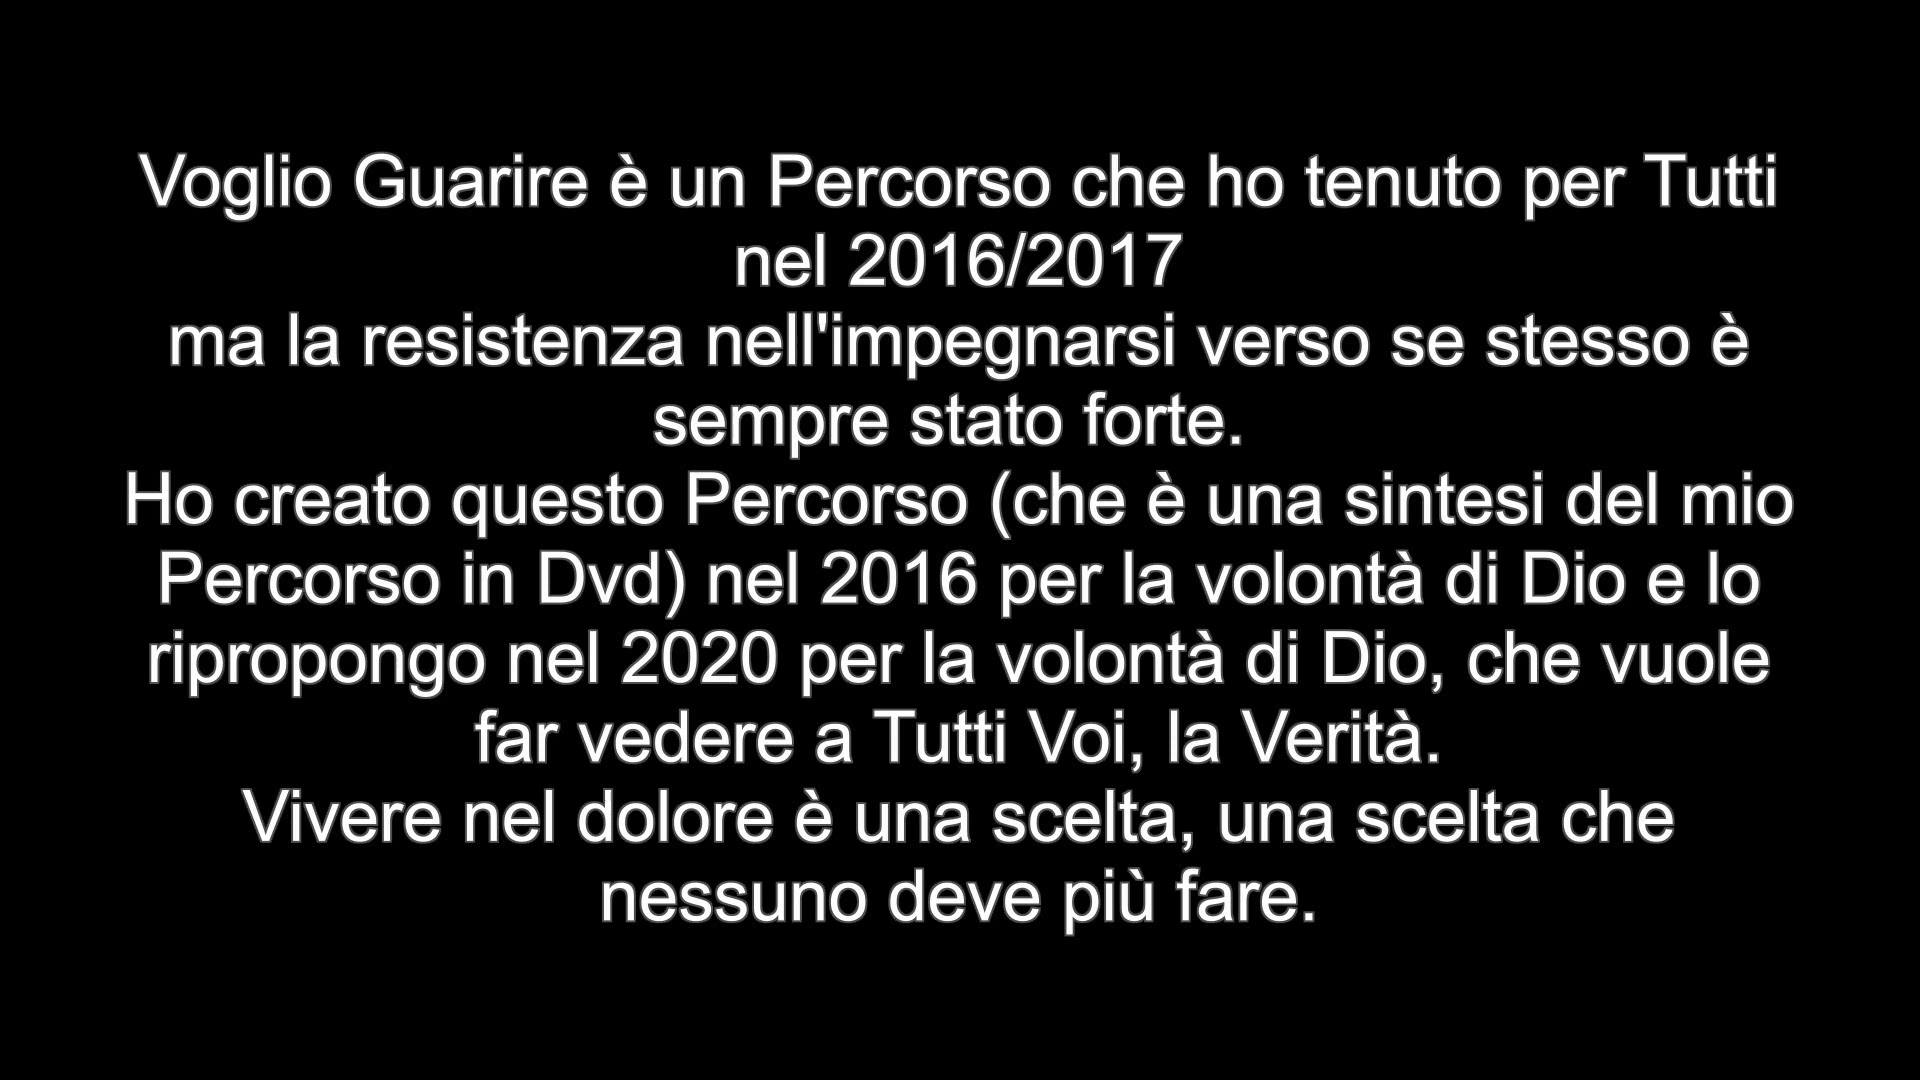 Voglio Guarire è un Percorso che ho tenuto per Tutti
nel 2016/2017
ma la resistenza nell'impegnarsi verso se stesso è
sempre stato forte.
Ho creato questo Percorso (che è una sintesi del mio
Percorso in Dvd) nel 2016 per la volontà di Dio e lo
ripropongo nel 2020 per la volontà di Dio, che vuole
far vedere a Tutti Voi, la Verità.
Vivere nel dolore è una scelta, una scelta che
nessuno deve più fare.